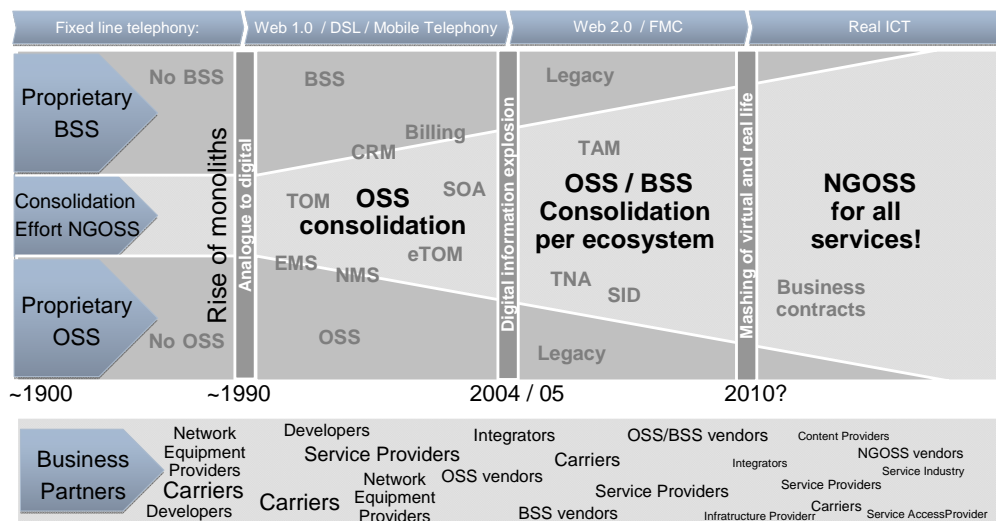 Fixed line telephony:
Web 1.0 / DSL / Mobile Telephony
Web 2.0 / FMC
Real ICT
Proprietary
BSS
Consolidation
Effort NGOSS
Proprietary
OSS
No BSS
No OSS
Rise of monoliths
Analogue to digital
BSS
Billing
CRM
TOM
SOA
OSS
consolidation
eTOM
EMS
NMS
OSS
Digital information explosion
Legacy
TAM
OSS / BSS
Consolidation
per ecosystem
TNA
SID
Legacy
Mashing of virtual and real life
NGOSS
for all
services!
Business
contracts
~1900
~1990
2004 / 05
2010?
Business
Partners
Network
Equipment
Providers
Carriers
Developers
Developers
Service Providers
Carriers
Network
Equipment
Providers
Integrators
OSS vendors
Carriers
BSS vendors
OSS/BSS vendors
Service Providers
Content Providers
Integrators
NGOSS vendors
Service Industry
Service Providers
Carriers
Infratructure Provider
Service AccessProvider